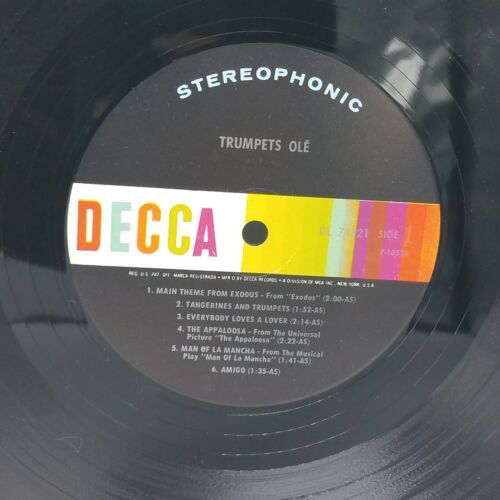 STEREOPHONIC
TRUMPETS OLÉ
DECCA
SIDE 1
REG. U.S. PAT. OFF. MARCA REGISTRADA • MFR'D BY DECCA RECORDS • A DIVISION OF MCA INC., NEW YORK, U.S.A
1. MAIN THEME FROM EXODUS - From "Exodus" (2:00-AS)
2. TANGERINES AND TRUMPETS (1:52-AS)
3. EVERYBODY LOVES A LOVER (2:14-AS)
4. THE APPALOOSA - From The Universal
Picture "The Appaloosa" (2:22-AS)
5. MAN OF LA MANCHA - From The Musical
Play "Man Of La Mancha" (1:41-AS)
6. AMIGO (1:35-AS)